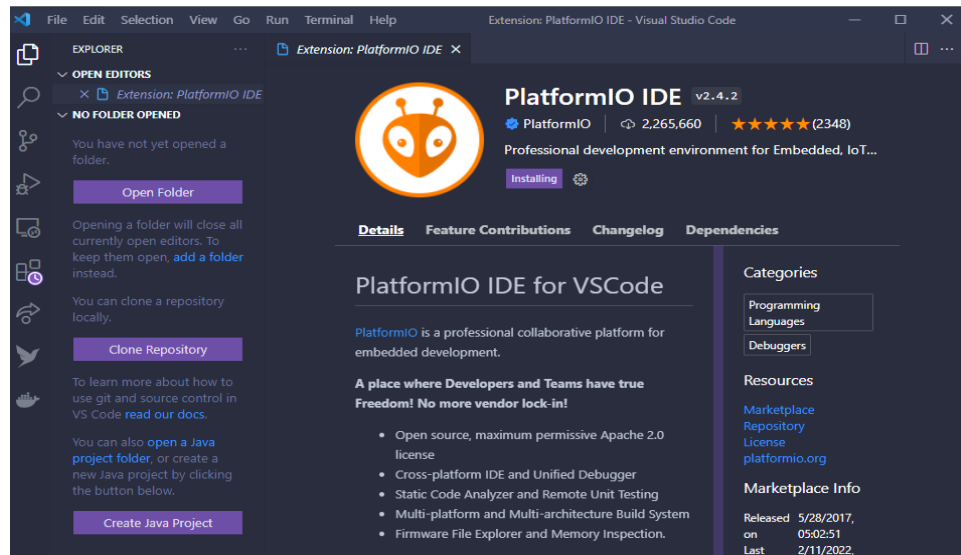 File Edit Selection View Go Run Terminal Help
Extension: PlatformIO IDE - Visual Studio Code
EXPLORER
OPEN EDITORS
Extension: PlatformIO IDE
NO FOLDER OPENED
You have not yet opened a
folder.
Open Folder
Opening a folder will close all
currently open editors. To
keep them open, add a folder
instead.
You can clone a repository
locally.
Clone Repository
To learn more about how to
use git and source control in
VS Code read our docs.
You can also open a Java
project folder, or create a
new Java project by clicking
the button below.
Create Java Project
Extension: PlatformIO IDE
PlatformIO IDE v2.4.2
PlatformIO 2,265,660 (2348)
Professional development environment for Embedded, IoT...
Installing
Details Feature Contributions Changelog Dependencies
PlatformIO IDE for VSCode
PlatformIO is a professional collaborative platform for
embedded development.
A place where Developers and Teams have true
Freedom! No more vendor lock-in!
• Open source, maximum permissive Apache 2.0
license
• Cross-platform IDE and Unified Debugger
• Static Code Analyzer and Remote Unit Testing
• Multi-platform and Multi-architecture Build System
• Firmware File Explorer and Memory Inspection.
Categories
Programming
Languages
Debuggers
Resources
Marketplace
Repository
License
platformio.org
Marketplace Info
Released 5/28/2017,
on 05:02:51
Last 2/11/2022,